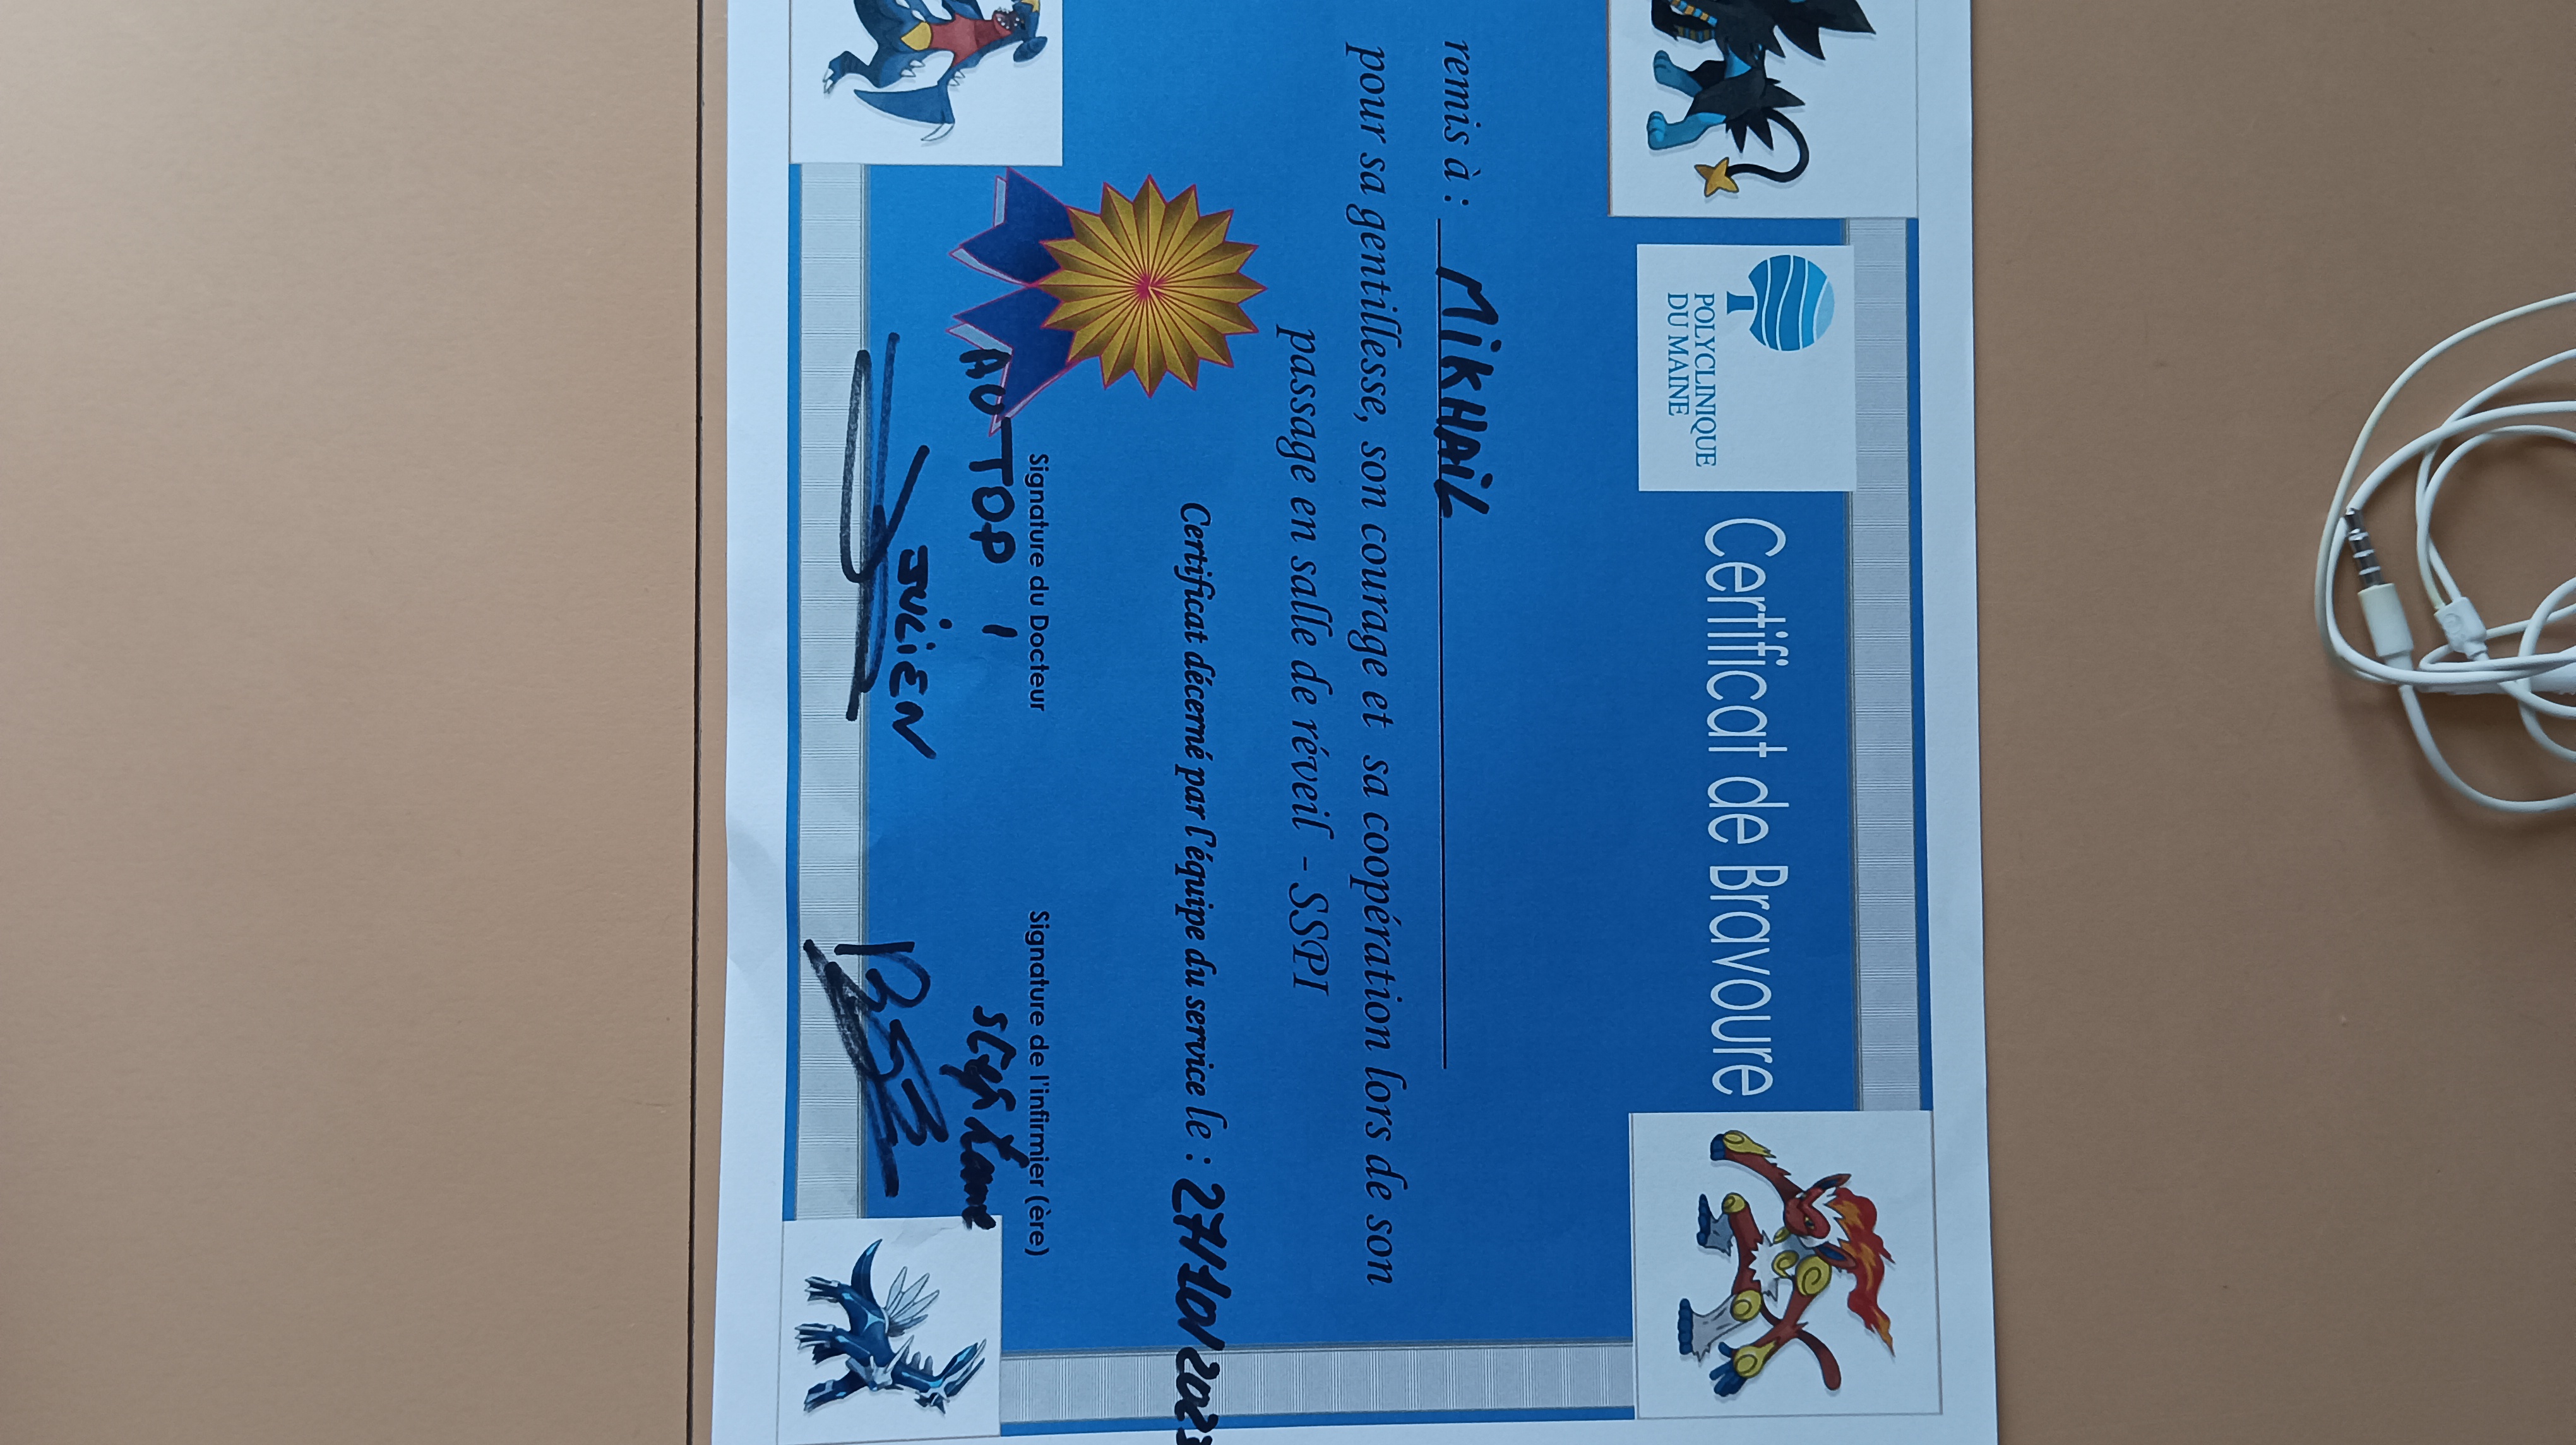 POLYCLINIQUE
DU MAINE
Certificat de Bravoure
remis à : MikHAiL
pour sa gentillesse, son courage et sa coopération lors de son
passage en salle de réveil - SSPI
Certificat décerné par l'équipe du service le : 27/10/2023
Signature du Docteur
Signature de l'infirmier (ère)
AU TOP !
JULiEN